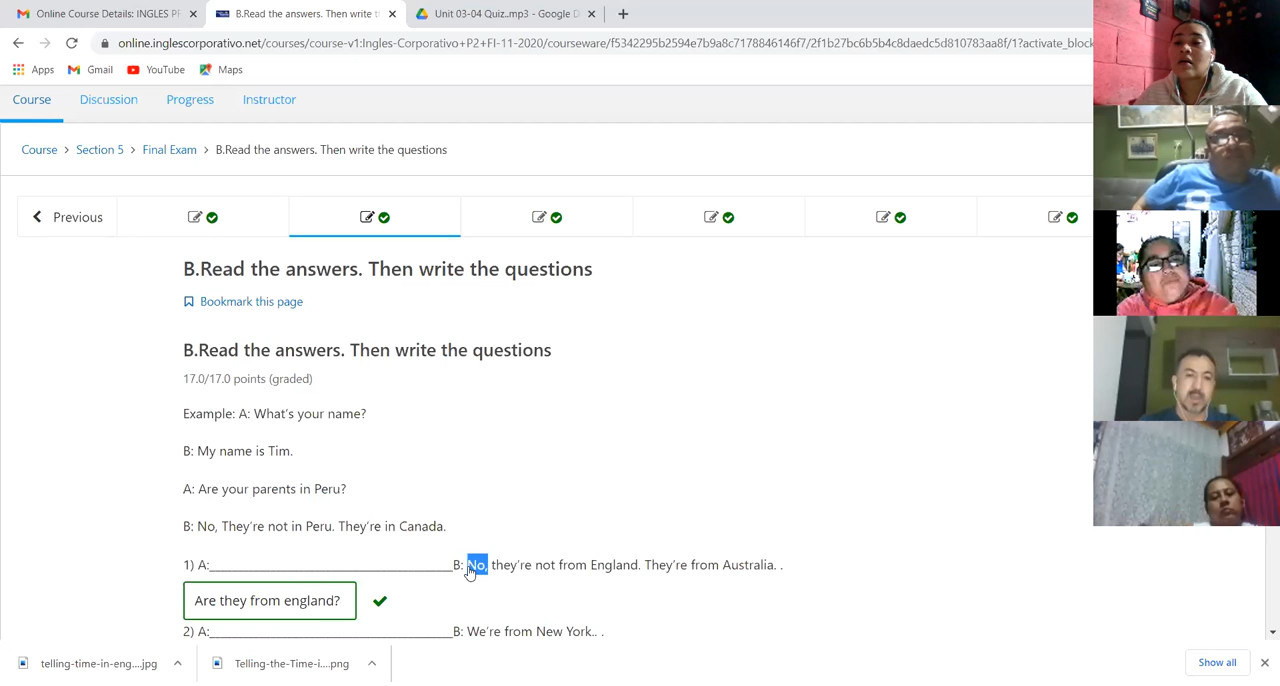 Online Course Details: INGLES PF
B.Read the answers. Then write t
Unit 03-04 Quiz..mp3 - Google D
online.inglescorporativo.net/courses/course-v1:Ingles-Corporativo+P2+FI-11-2020/courseware/f5342295b2594e7b9a8c7178846146f7/2f1b27bc6b5b4c8daedc5d810783aa8f/1?activate_block
Apps Gmail YouTube Maps
Course Discussion Progress Instructor
Course > Section 5 > Final Exam > B.Read the answers. Then write the questions
Previous
B.Read the answers. Then write the questions
Bookmark this page
B.Read the answers. Then write the questions
17.0/17.0 points (graded)
Example: A: What's your name?
B: My name is Tim.
A: Are your parents in Peru?
B: No, They're not in Peru. They're in Canada.
1) A:______________________________B: No, they're not from England. They're from Australia. .
Are they from england?
2) A:______________________________B: We're from New York.. .
telling-time-in-eng....jpg
Telling-the-Time-i....png
Show all